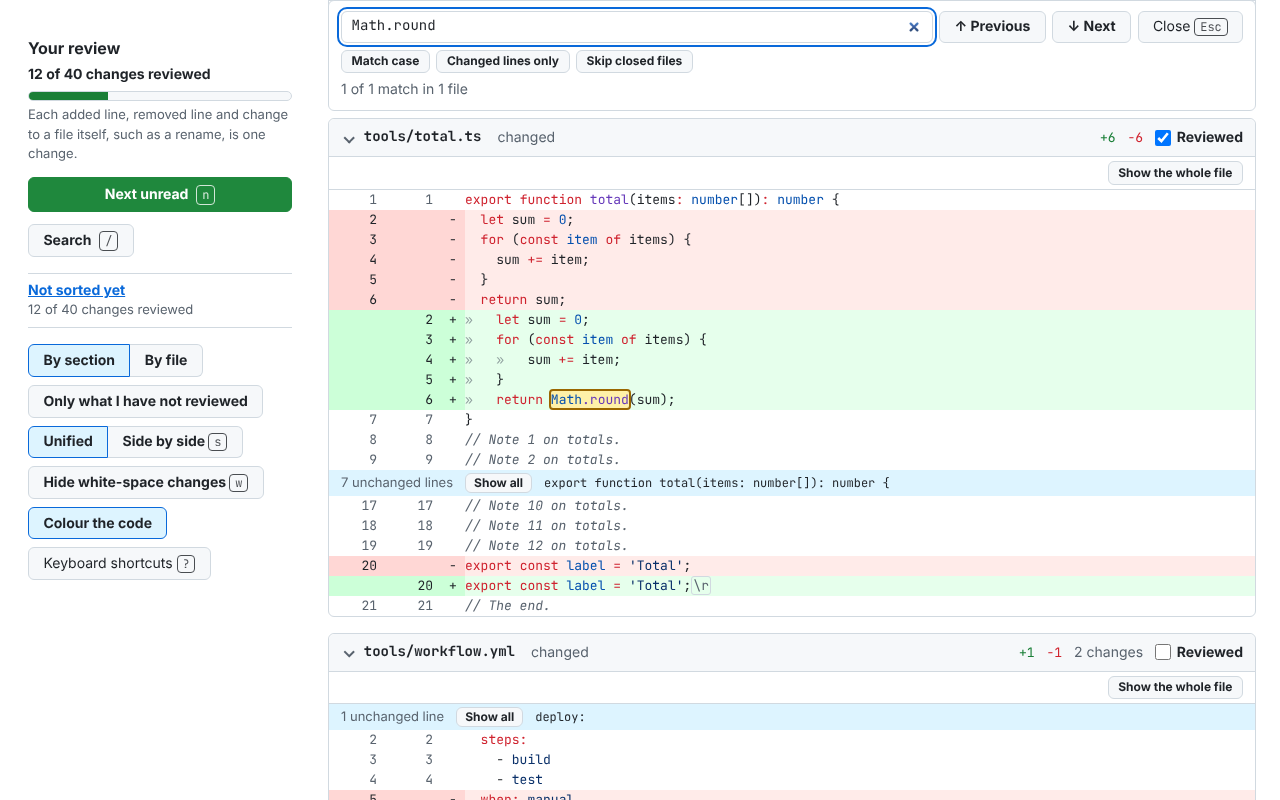 Your review
12 of 40 changes reviewed
Each added line, removed line and change
to a file itself, such as a rename, is one
change.
Next unread n
Search /
Not sorted yet
12 of 40 changes reviewed
By section By file
Only what I have not reviewed
Unified Side by side s
Hide white-space changes w
Colour the code
Keyboard shortcuts ?
Math.round × ↑ Previous ↓ Next Close Esc
Match case Changed lines only Skip closed files
1 of 1 match in 1 file
tools/total.ts changed +6 -6 Reviewed
Show the whole file
1 1 export function total(items: number[]): number {
2 - let sum = 0;
3 - for (const item of items) {
4 - sum += item;
5 - }
6 - return sum;
2 + » let sum = 0;
3 + » for (const item of items) {
4 + » » sum += item;
5 + » }
6 + » return Math.round(sum);
7 7 }
8 8 // Note 1 on totals.
9 9 // Note 2 on totals.
7 unchanged lines Show all export function total(items: number[]): number {
17 17 // Note 10 on totals.
18 18 // Note 11 on totals.
19 19 // Note 12 on totals.
20 - export const label = 'Total';
20 + export const label = 'Total';\r
21 21 // The end.
tools/workflow.yml changed +1 -1 2 changes Reviewed
Show the whole file
1 unchanged line Show all deploy:
2 2 steps:
3 3 - build
4 4 - test
5 - when: manual